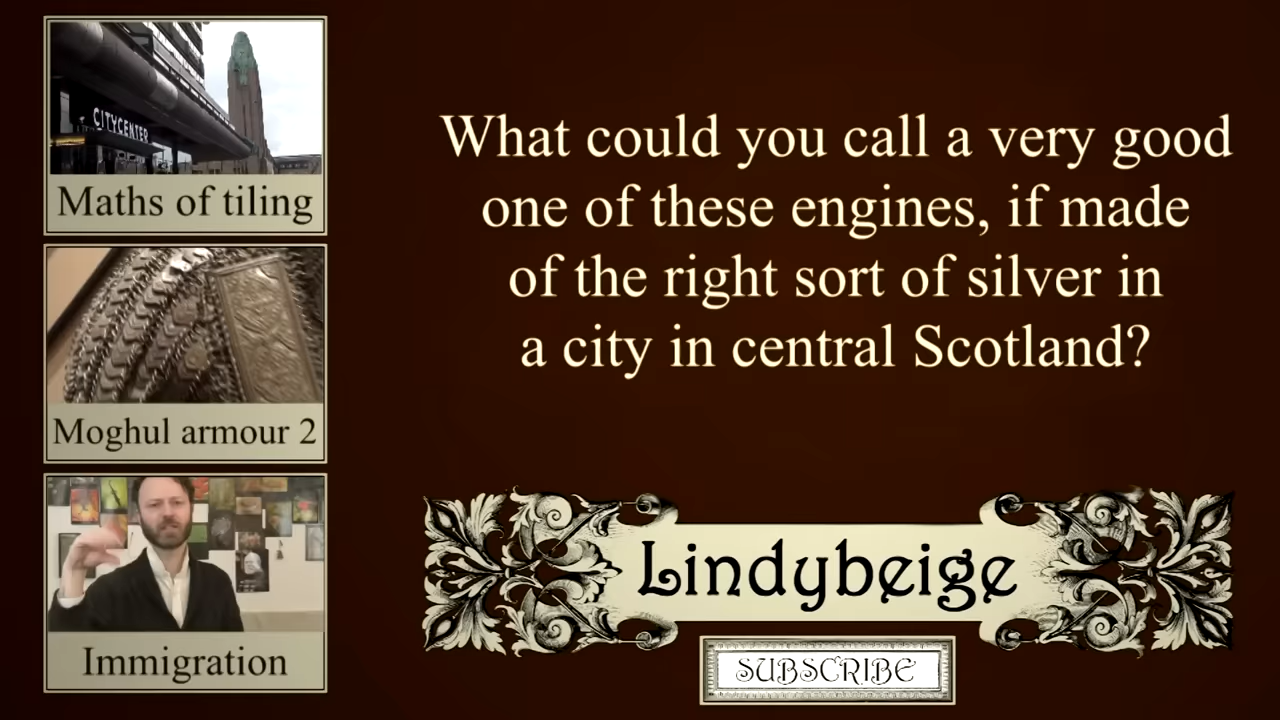 CITYCENTER
Maths of tiling
Moghul armour 2
Immigration
What could you call a very good
one of these engines, if made
of the right sort of silver in
a city in central Scotland?
Lindybeige
SUBSCRIBE